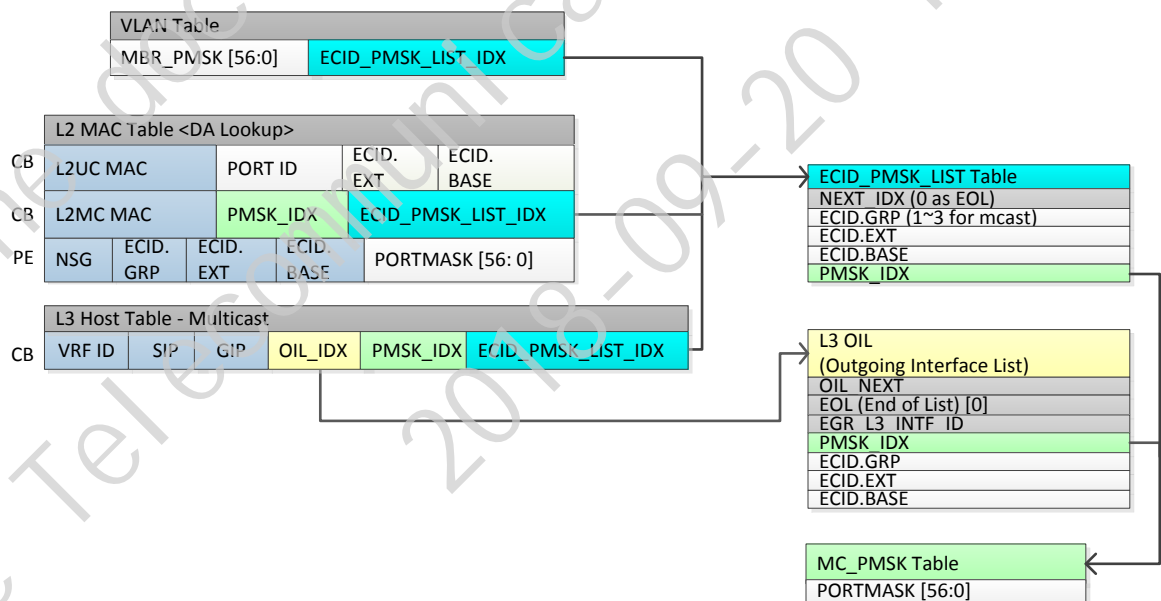 VLAN Table
MBR_PMSK [56:0] ECID_PMSK_LIST_IDX
L2 MAC Table <DA Lookup>
CB L2UC MAC PORT ID ECID. EXT ECID. BASE
CB L2MC MAC PMSK_IDX ECID_PMSK_LIST_IDX
PE NSG ECID. GRP ECID. EXT ECID. BASE PORTMASK [56: 0]
L3 Host Table - Multicast
CB VRF ID SIP GIP OIL_IDX PMSK_IDX ECID_PMSK_LIST_IDX
ECID_PMSK_LIST Table
NEXT_IDX (0 as EOL)
ECID.GRP (1~3 for mcast)
ECID.EXT
ECID.BASE
PMSK_IDX
L3 OIL
(Outgoing Interface List)
OIL_NEXT
EOL (End of List) [0]
EGR_L3_INTF_ID
PMSK_IDX
ECID.GRP
ECID.EXT
ECID.BASE
MC_PMSK Table
PORTMASK [56:0]
2018-09-20